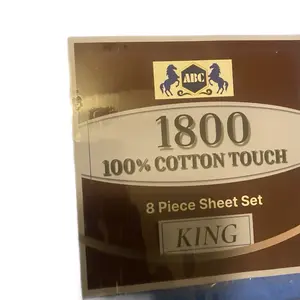 ABC
1800
100% COTTON TOUCH
8 Piece Sheet Set
KING